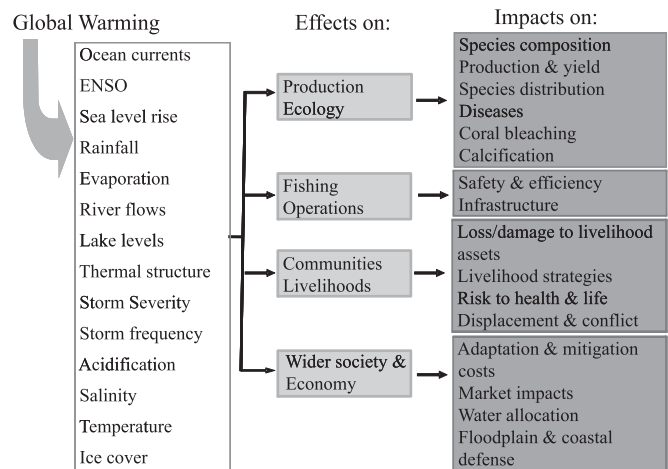 Global Warming
Ocean currents
ENSO
Sea level rise
Rainfall
Evaporation
River flows
Lake levels
Thermal structure
Storm Severity
Storm frequency
Acidification
Salinity
Temperature
Ice cover
Effects on:
Production
Ecology
Fishing
Operations
Communities
Livelihoods
Wider society &
Economy
Impacts on:
Species composition
Production & yield
Species distribution
Diseases
Coral bleaching
Calcification
Safety & efficiency
Infrastructure
Loss/damage to livelihood
assets
Livelihood strategies
Risk to health & life
Displacement & conflict
Adaptation & mitigation
costs
Market impacts
Water allocation
Floodplain & coastal
defense